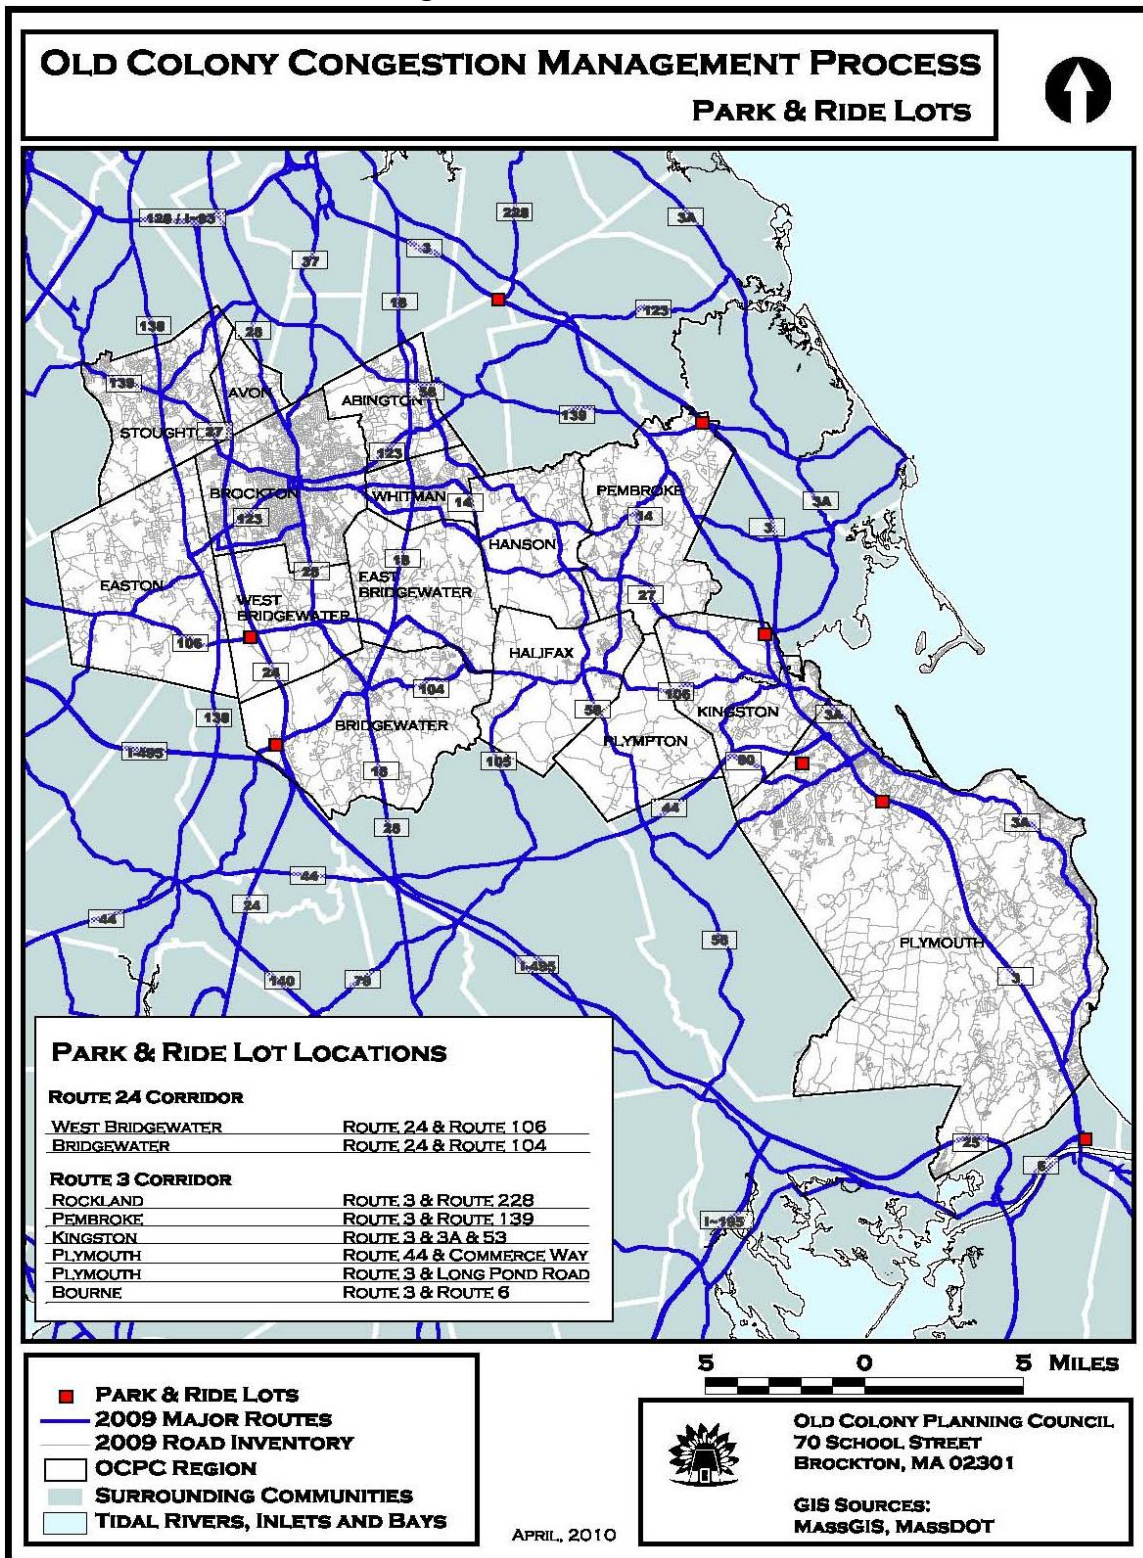 OLD COLONY CONGESTION MANAGEMENT PROCESS
PARK & RIDE LOTS
228
3A
128 / I-93
3
37
18
123
138
28
139
AVON
ABINGTON
58
139
STOUGHT
27
123
BROCKTON
WHITMAN
14
PEMBROKE
3A
123
14
3
HANSON
18
28
EASTON
EAST
BRIDGEWATER
WEST
BRIDGEWATER
27
106
HALIFAX
24
104
106
138
58
KINGSTON
3A
BRIDGEWATER
PLYMPTON
I-495
105
80
18
44
28
3A
44
24
44
58
PLYMOUTH
I-495
140
79
3
25
6
I-195
PARK & RIDE LOT LOCATIONS
ROUTE 24 CORRIDOR
WEST BRIDGEWATER ROUTE 24 & ROUTE 106
BRIDGEWATER ROUTE 24 & ROUTE 104
ROUTE 3 CORRIDOR
ROCKLAND ROUTE 3 & ROUTE 228
PEMBROKE ROUTE 3 & ROUTE 139
KINGSTON ROUTE 3 & 3A & 53
PLYMOUTH ROUTE 44 & COMMERCE WAY
PLYMOUTH ROUTE 3 & LONG POND ROAD
BOURNE ROUTE 3 & ROUTE 6
5 0 5 MILES
PARK & RIDE LOTS
2009 MAJOR ROUTES
2009 ROAD INVENTORY
OCPC REGION
SURROUNDING COMMUNITIES
TIDAL RIVERS, INLETS AND BAYS
APRIL, 2010
OLD COLONY PLANNING COUNCIL
70 SCHOOL STREET
BROCKTON, MA 02301
GIS SOURCES:
MASSGIS, MASSDOT